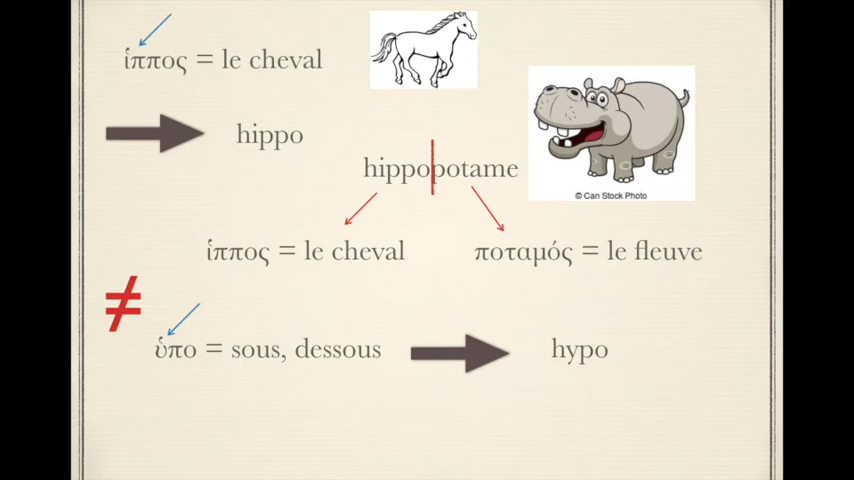 ἵππος = le cheval
hippo
hippopotame
© Can Stock Photo
ἵππος = le cheval
ποταμός = le fleuve
≠
ὑπο = sous, dessous
hypo